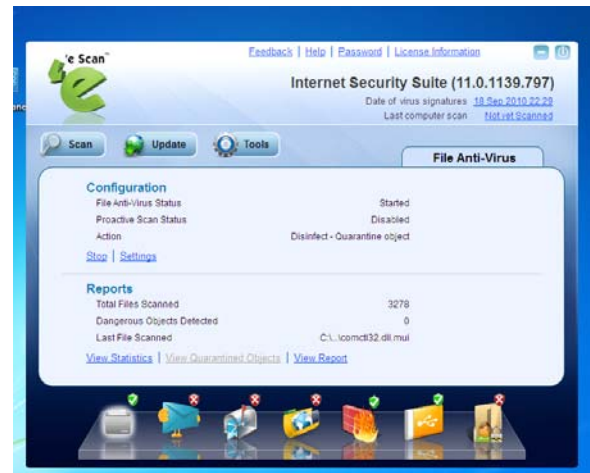 e Scan
Feedback | Help | Password | License Information
Internet Security Suite (11.0.1139.797)
Date of virus signatures 18 Sep 2010 22:29
Last computer scan Not yet Scanned
Scan Update Tools
File Anti-Virus
Configuration
File Anti-Virus Status Started
Proactive Scan Status Disabled
Action Disinfect - Quarantine object
Stop | Settings
Reports
Total Files Scanned 3278
Dangerous Objects Detected 0
Last File Scanned C:\...\comctl32.dll.mui
View Statistics | View Quarantined Objects | View Report